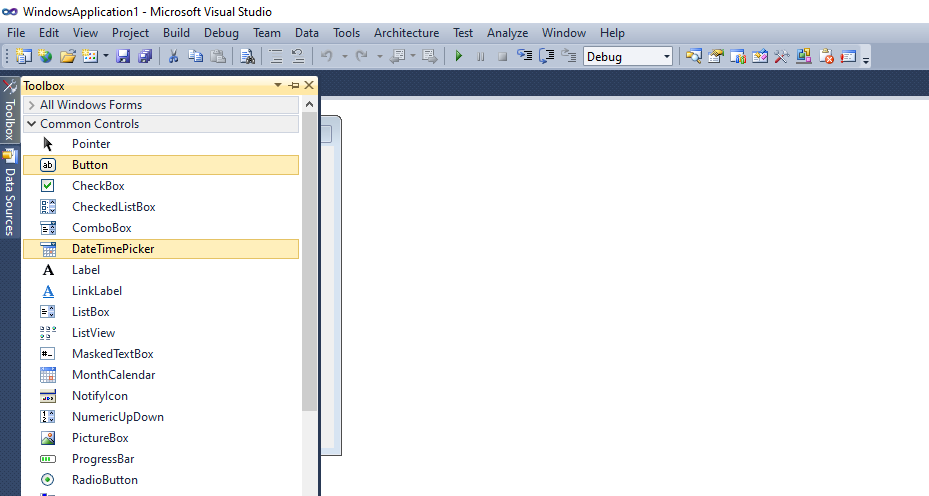 WindowsApplication1 - Microsoft Visual Studio
File Edit View Project Build Debug Team Data Tools Architecture Test Analyze Window Help
Debug
Toolbox
Data Sources
Toolbox
All Windows Forms
Common Controls
Pointer
ab Button
CheckBox
CheckedListBox
ComboBox
DateTimePicker
A Label
A LinkLabel
ListBox
ListView
#- MaskedTextBox
MonthCalendar
NotifyIcon
NumericUpDown
PictureBox
ProgressBar
RadioButton